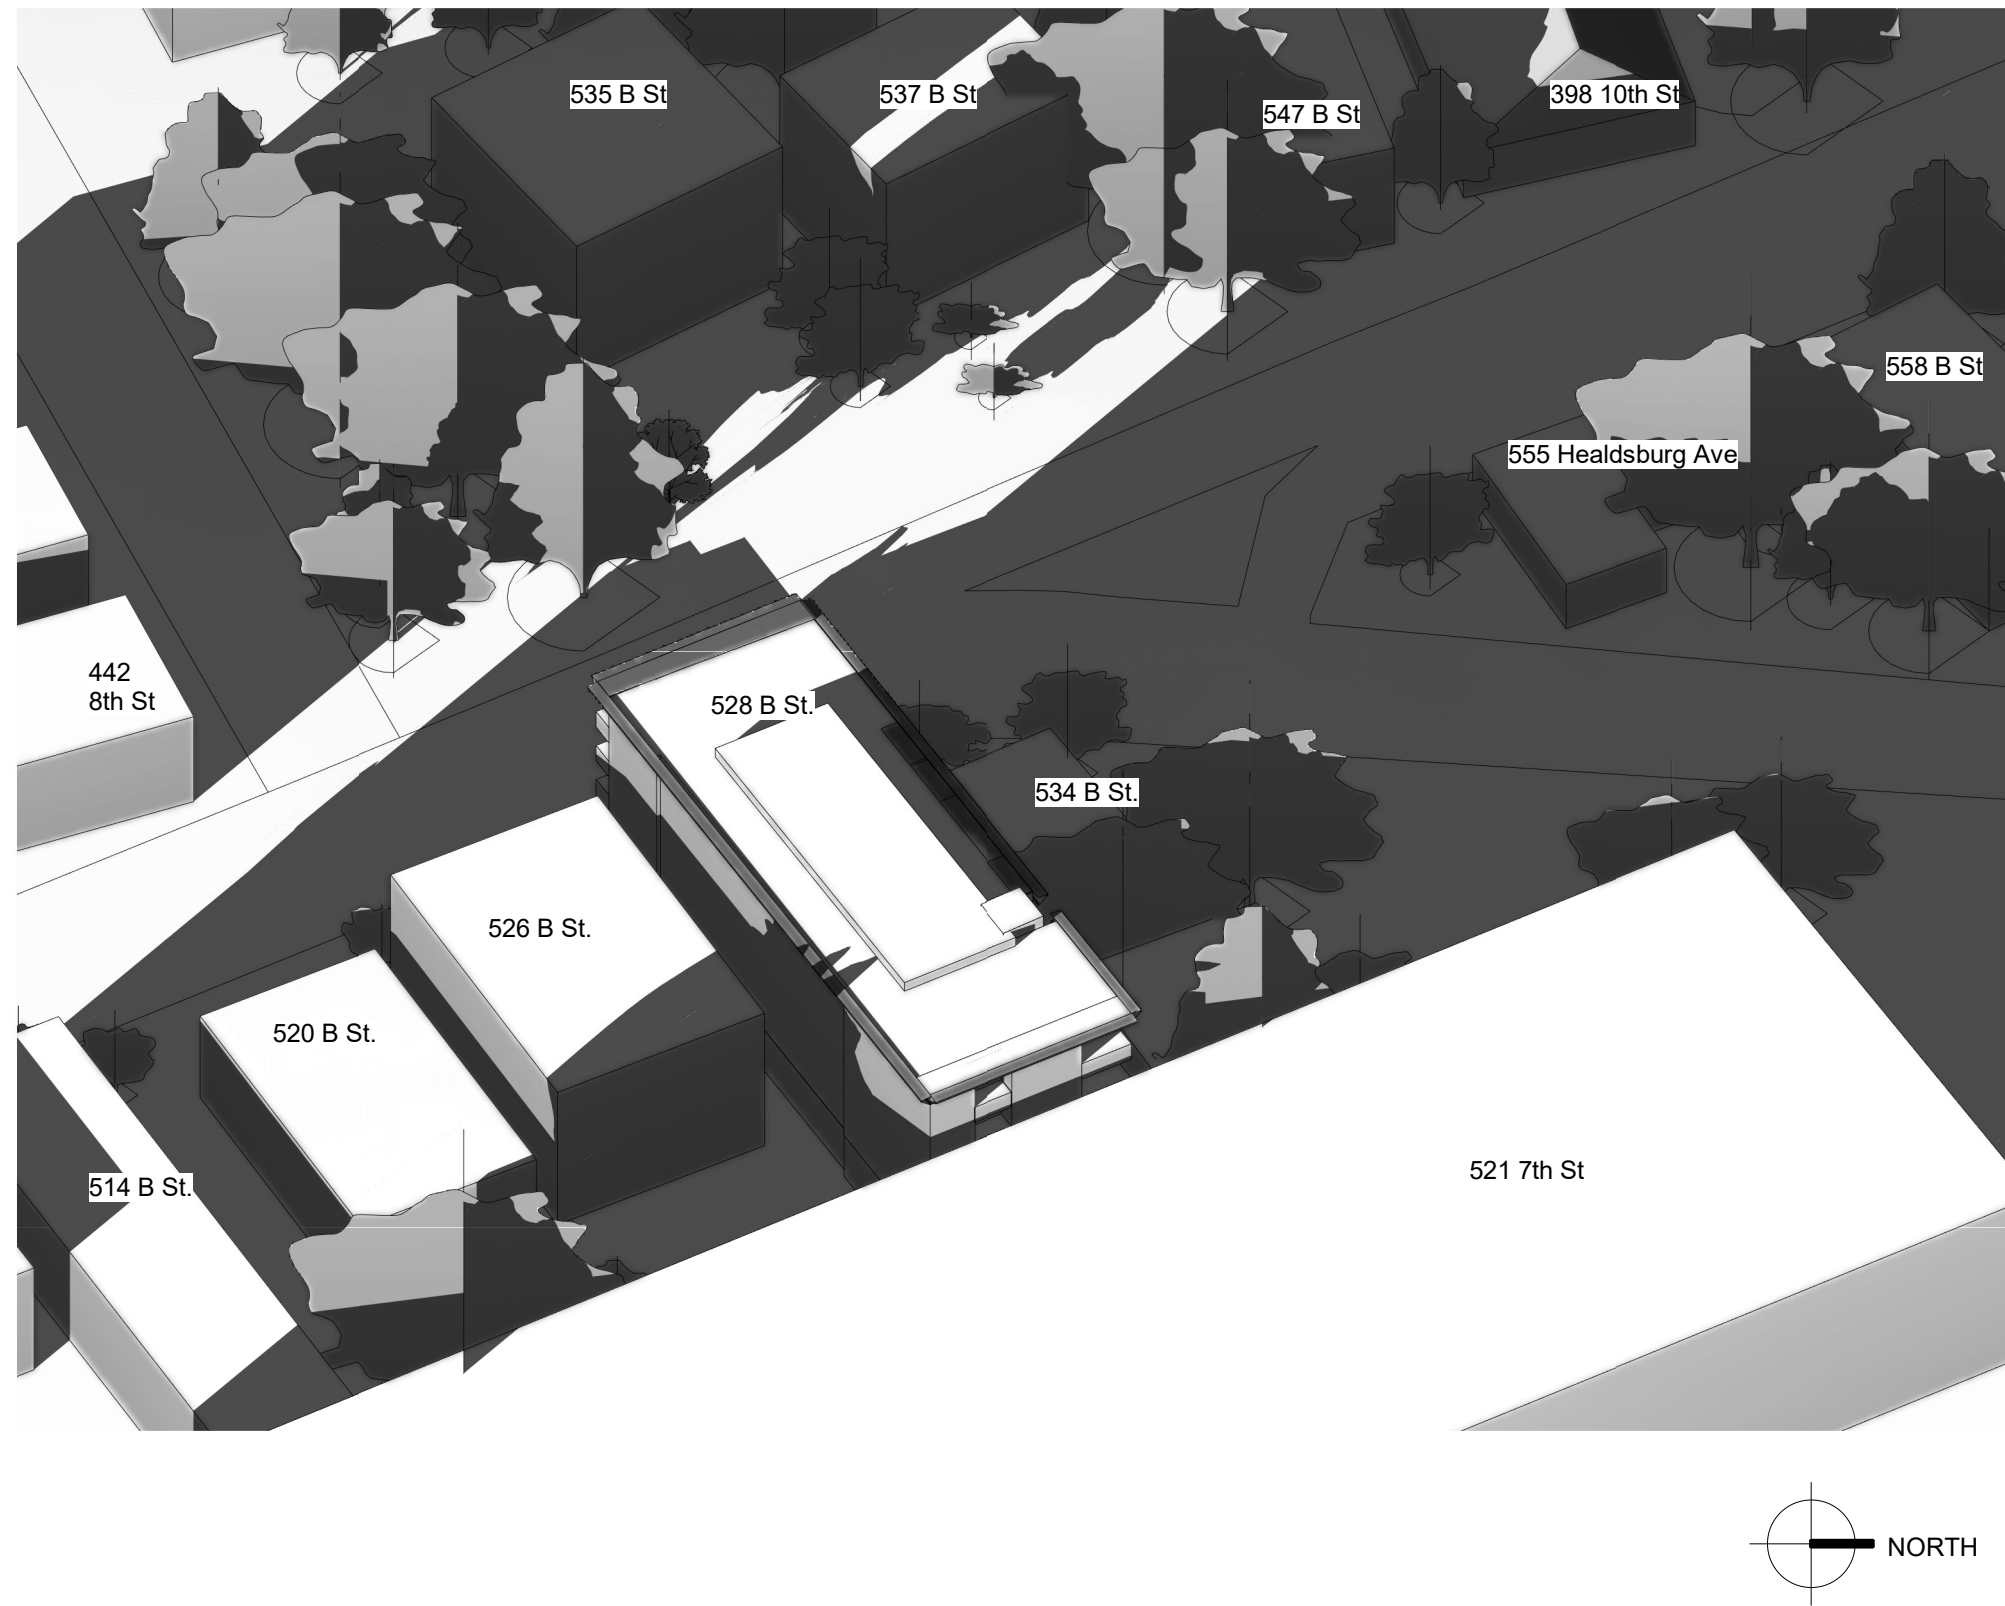 535 B St
537 B St
547 B St
398 10th St
558 B St
555 Healdsburg Ave
442
8th St
528 B St.
534 B St.
526 B St.
520 B St.
514 B St.
521 7th St
NORTH